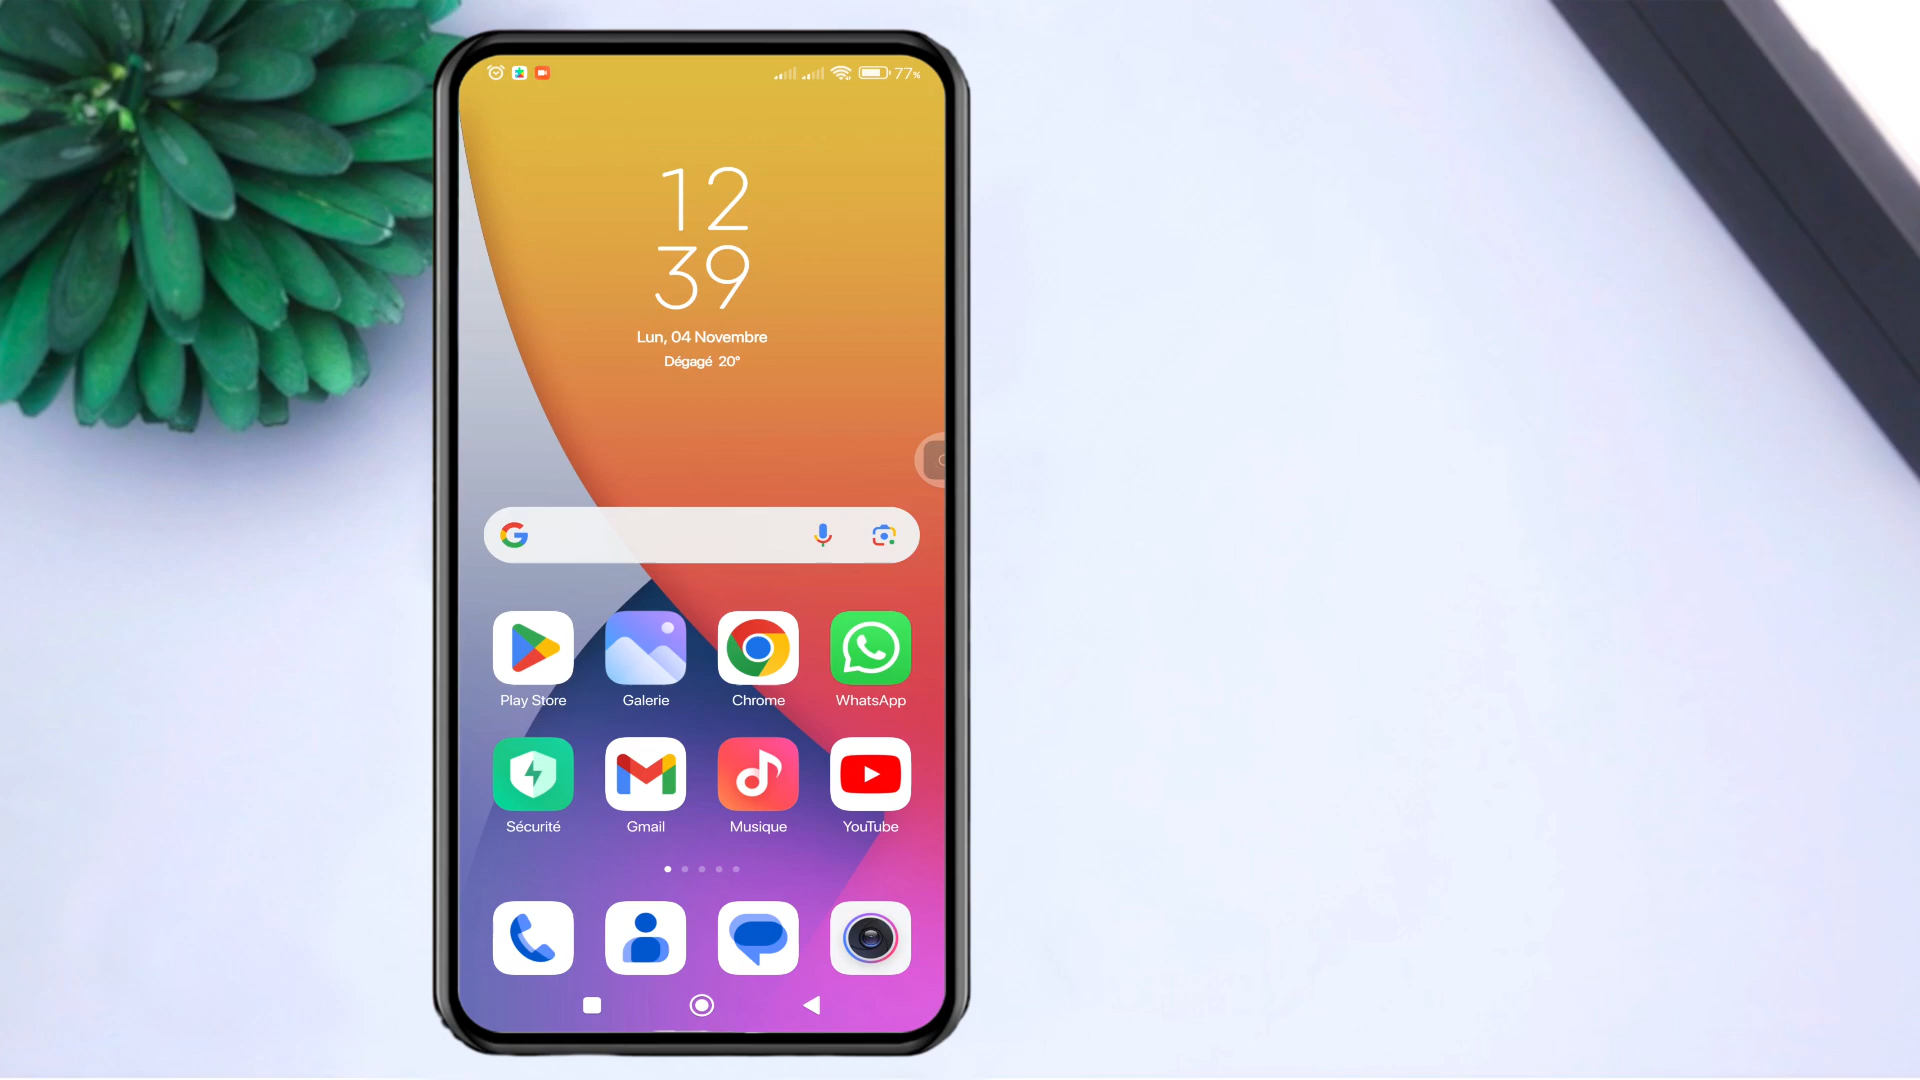 77%
12
39
Lun, 04 Novembre
Dégagé 20°
Play Store
Galerie
Chrome
WhatsApp
Sécurité
Gmail
Musique
YouTube